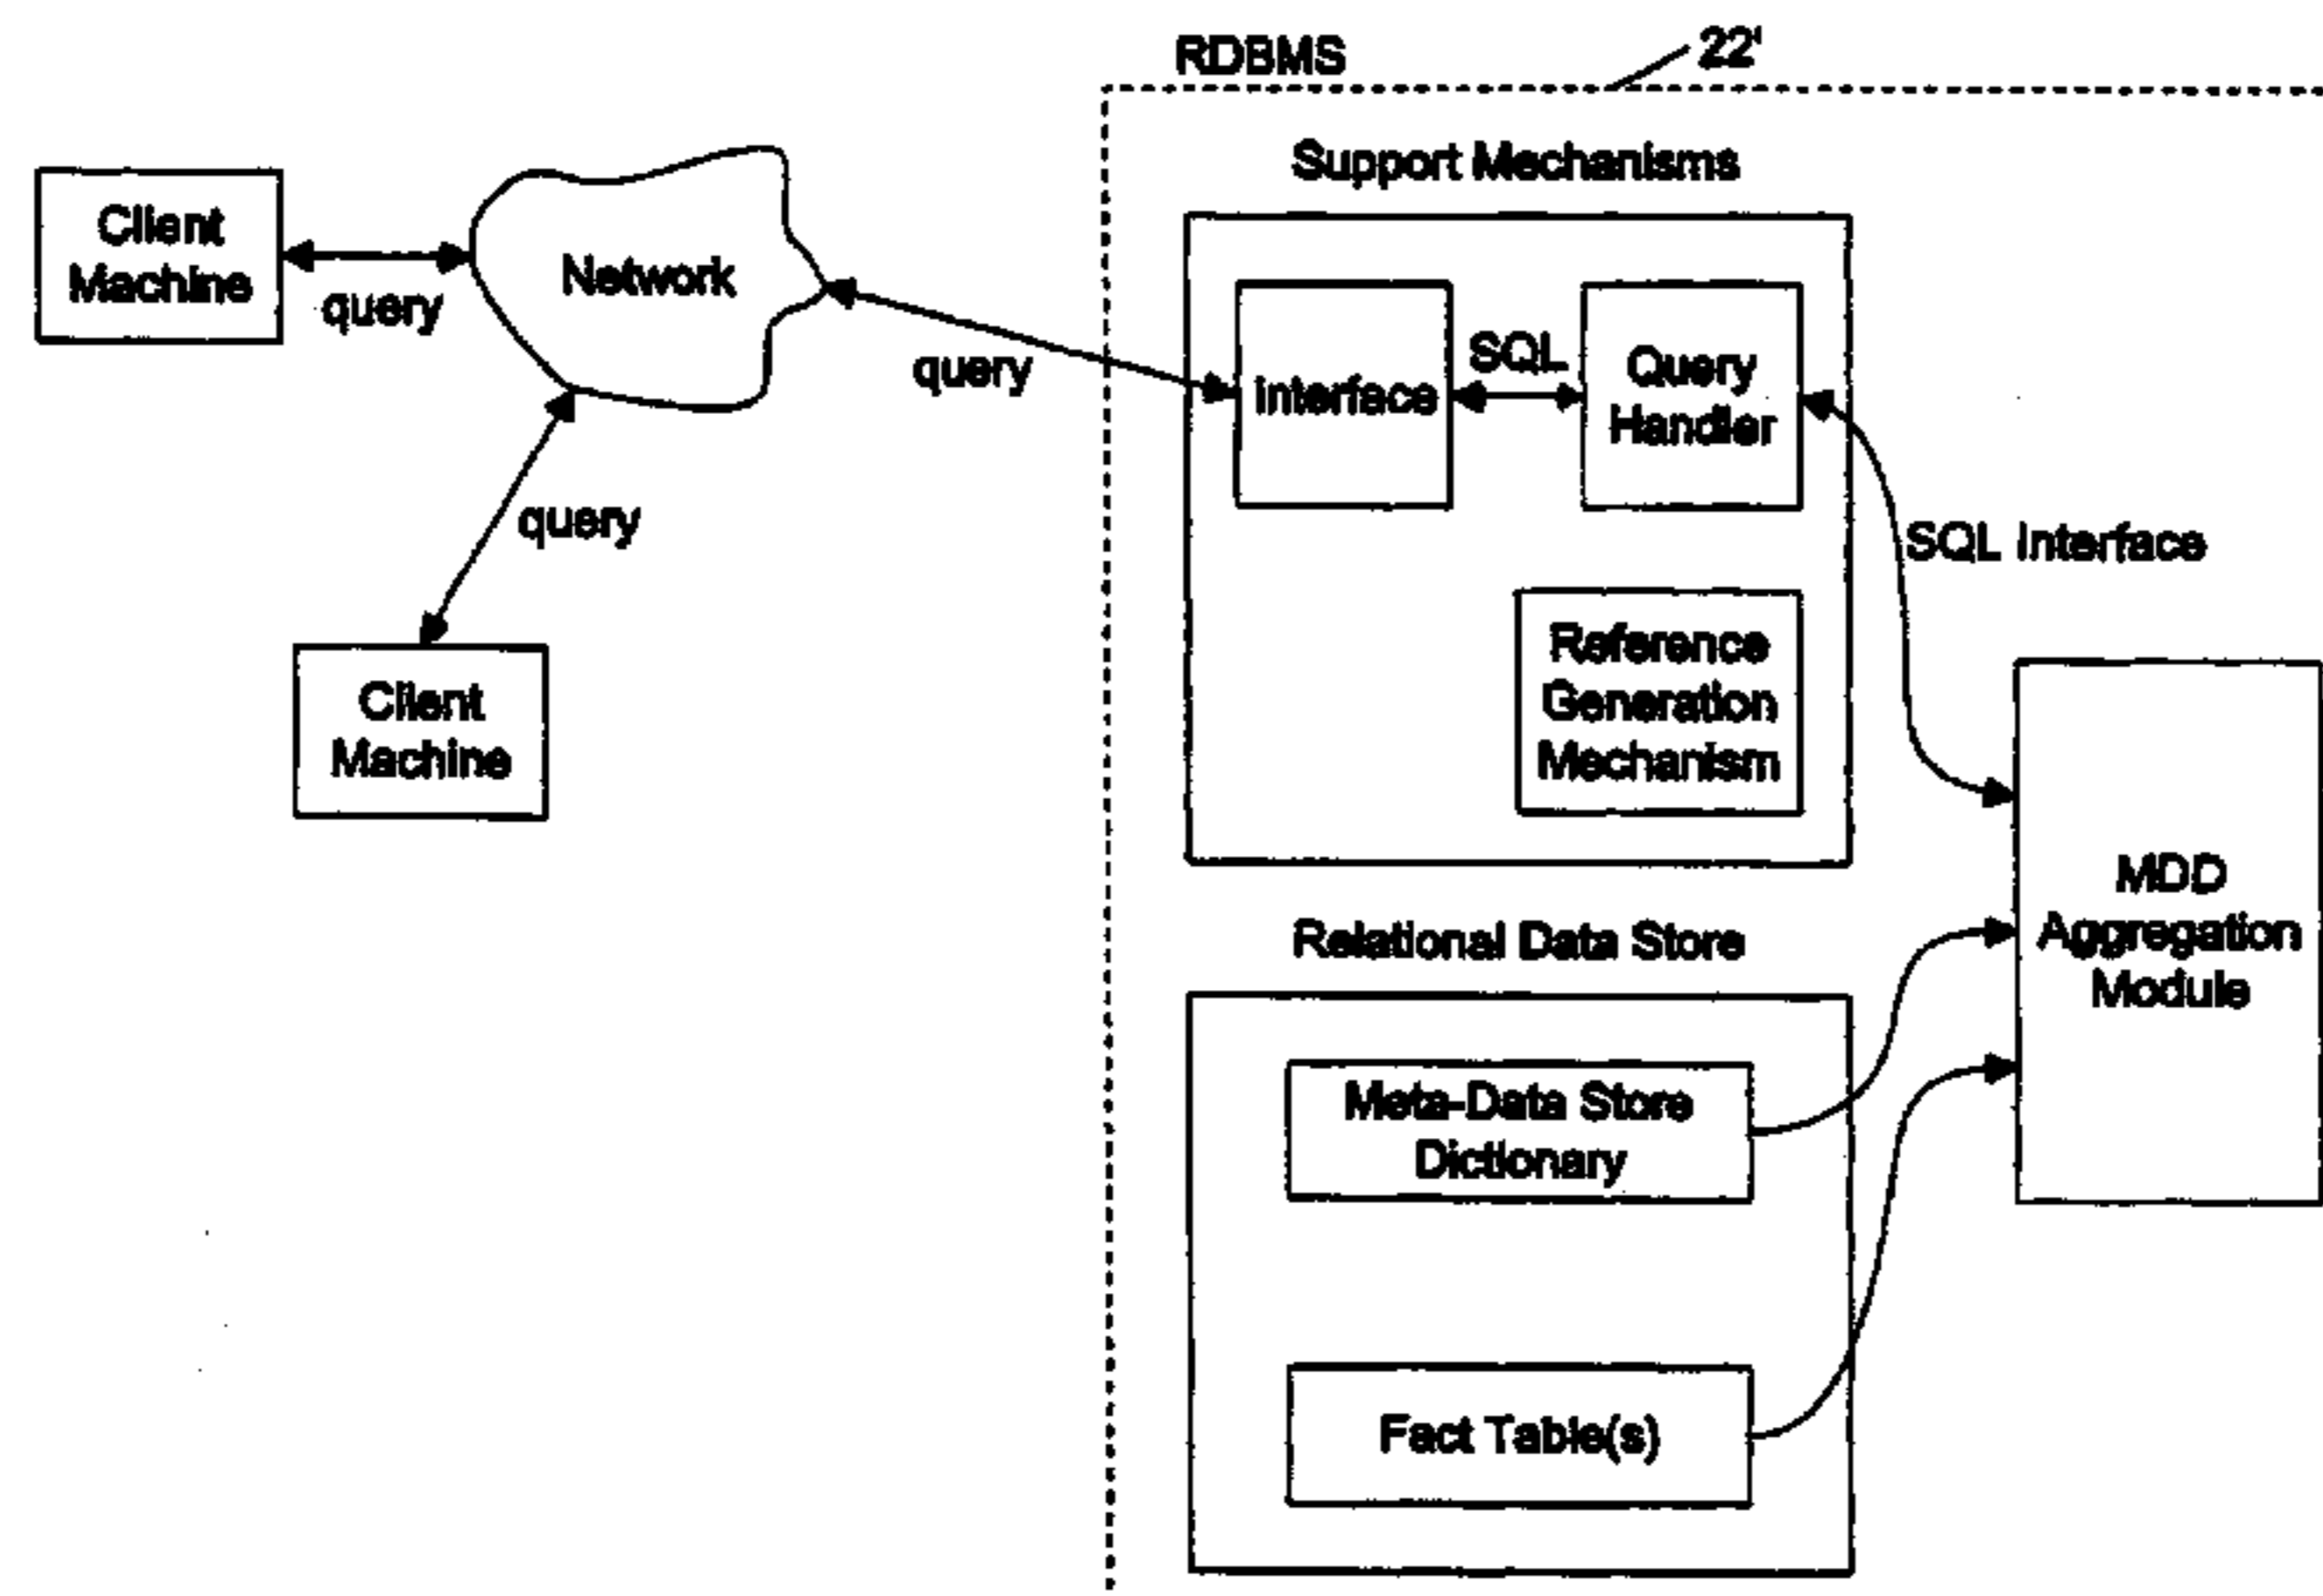 RDBMS
22'
Support Mechanisms
Client
Machine
query
Network
query
Interface
SQL
Query
Handler
query
SQL Interface
Client
Machine
Reference
Generation
Mechanism
MDD
Aggregation
Module
Relational Data Store
Meta-Data Store
Dictionary
Fact Table(s)